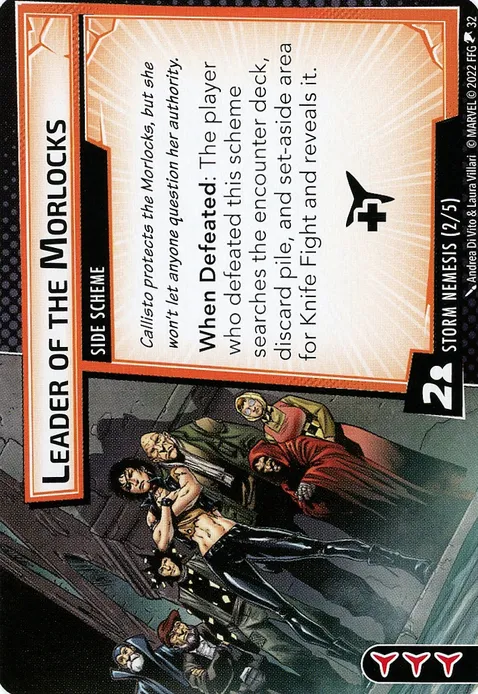 LEADER OF THE MORLOCKS
SIDE SCHEME
Callisto protects the Morlocks, but she
won't let anyone question her authority.
When Defeated: The player
who defeated this scheme
searches the encounter deck,
discard pile, and set-aside area
for Knife Fight and reveals it.
2
STORM NEMESIS (2/5)
Andrea Di Vito & Laura Villari © MARVEL © 2022 FFG 32